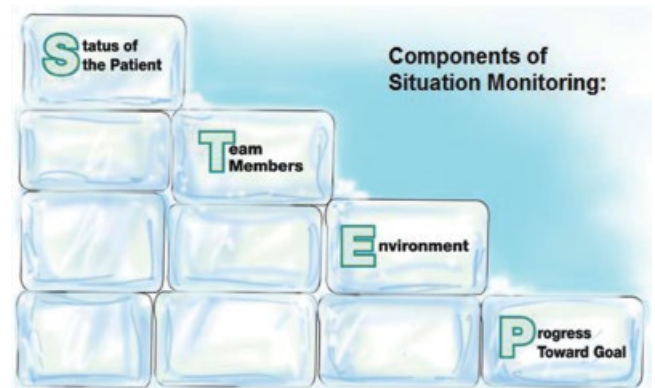 Status of
the Patient
Components of
Situation Monitoring:
Team
Members
Environment
Progress
Toward Goal